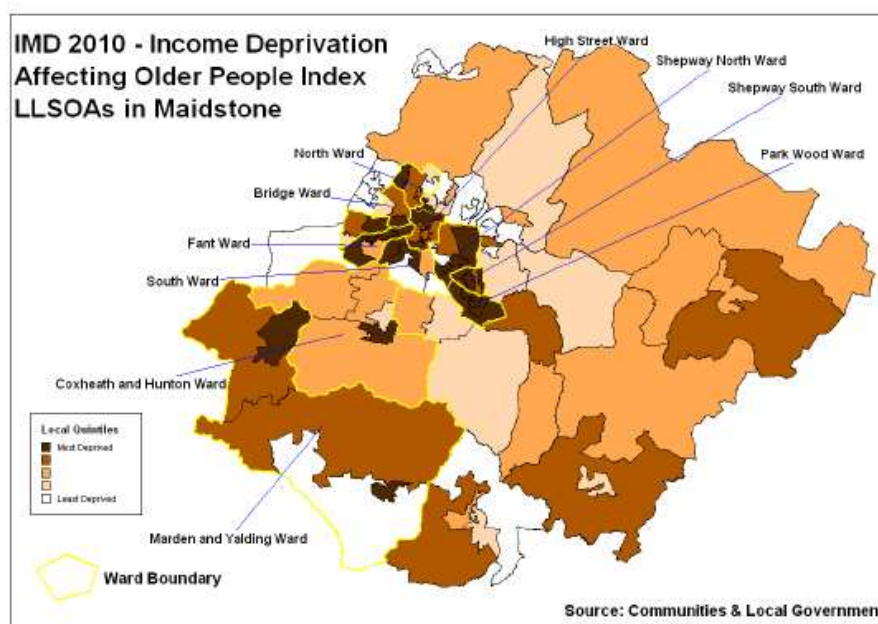 IMD 2010 - Income Deprivation
Affecting Older People Index
LLSOAs in Maidstone
High Street Ward
Shepway North Ward
Shepway South Ward
Park Wood Ward
North Ward
Bridge Ward
Fant Ward
South Ward
Coxheath and Hunton Ward
Local Quintiles
Most Deprived
Least Deprived
Marden and Yalding Ward
Ward Boundary
Source: Communities & Local Government